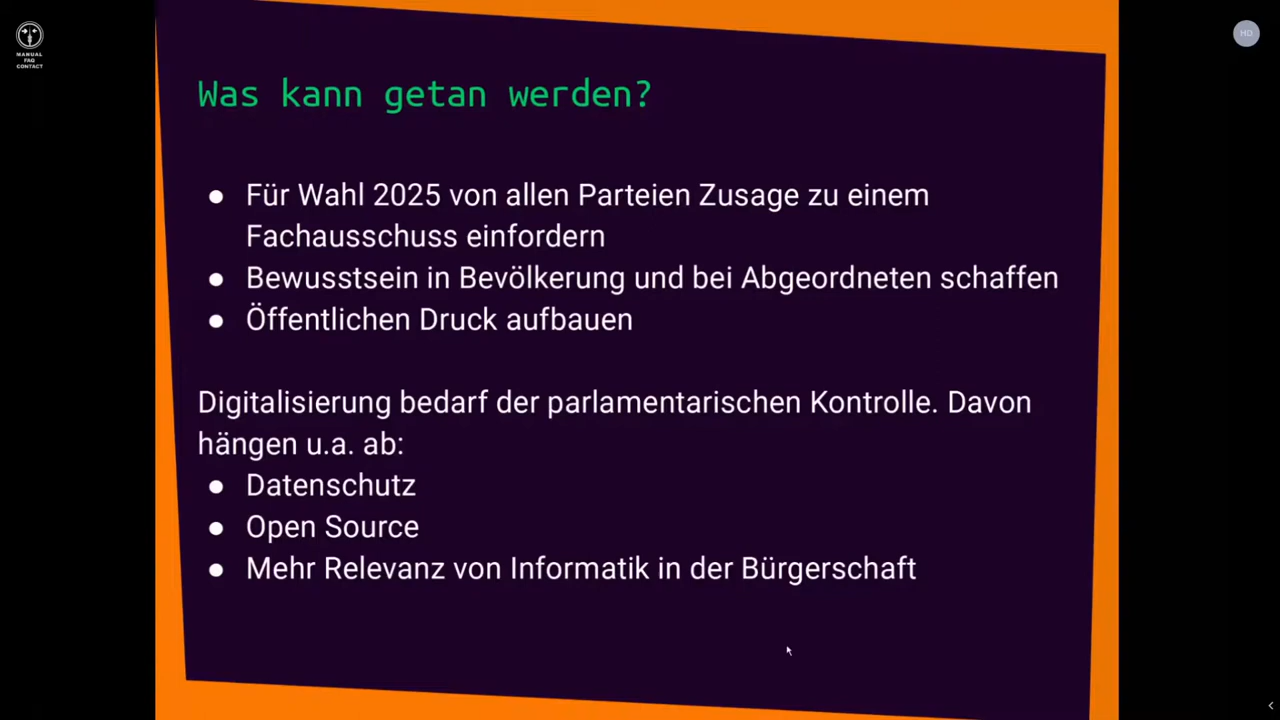 MANUAL
FAQ
CONTACT
HD
Was kann getan werden?
● Für Wahl 2025 von allen Parteien Zusage zu einem
Fachausschuss einfordern
● Bewusstsein in Bevölkerung und bei Abgeordneten schaffen
● Öffentlichen Druck aufbauen
Digitalisierung bedarf der parlamentarischen Kontrolle. Davon
hängen u.a. ab:
● Datenschutz
● Open Source
● Mehr Relevanz von Informatik in der Bürgerschaft